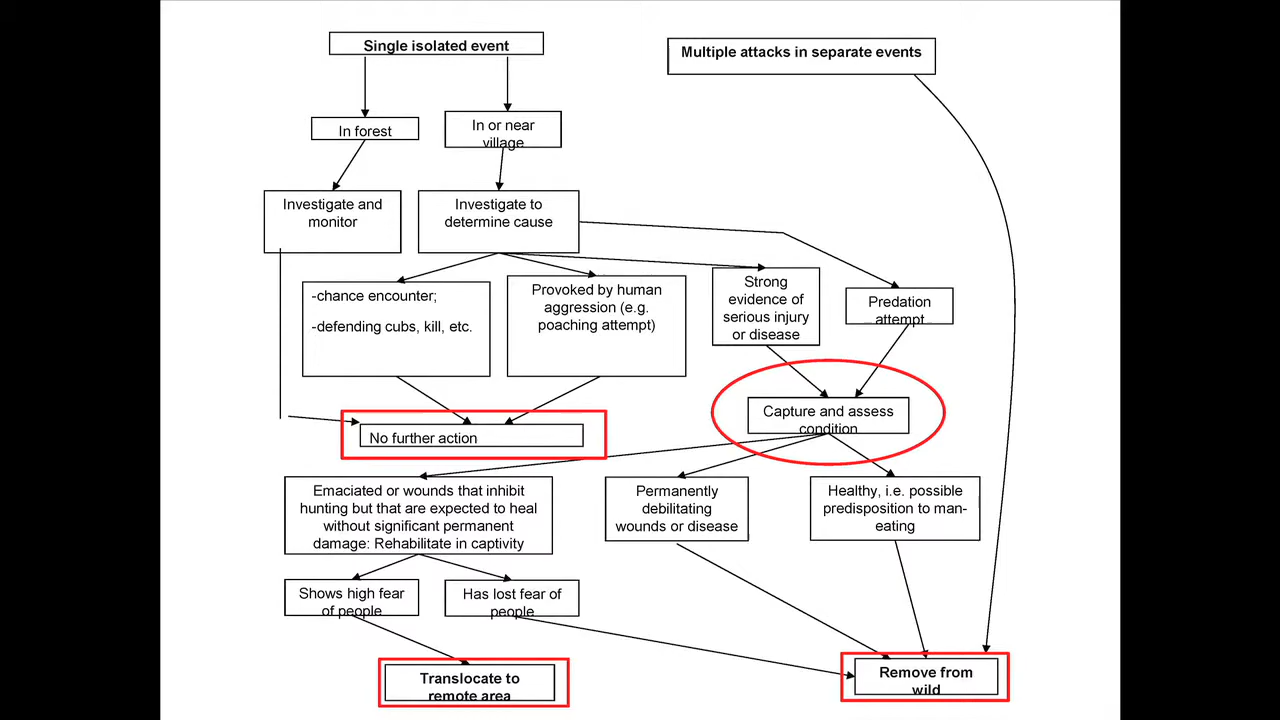 Single isolated event
Multiple attacks in separate events
In forest
In or near
village
Investigate and
monitor
Investigate to
determine cause
-chance encounter;
-defending cubs, kill, etc.
Provoked by human
aggression (e.g.
poaching attempt)
Strong
evidence of
serious injury
or disease
Predation
attempt
Capture and assess
condition
No further action
Emaciated or wounds that inhibit
hunting but that are expected to heal
without significant permanent
damage: Rehabilitate in captivity
Permanently
debilitating
wounds or disease
Healthy, i.e. possible
predisposition to man-
eating
Shows high fear
of people
Has lost fear of
people
Translocate to
remote area
Remove from
wild